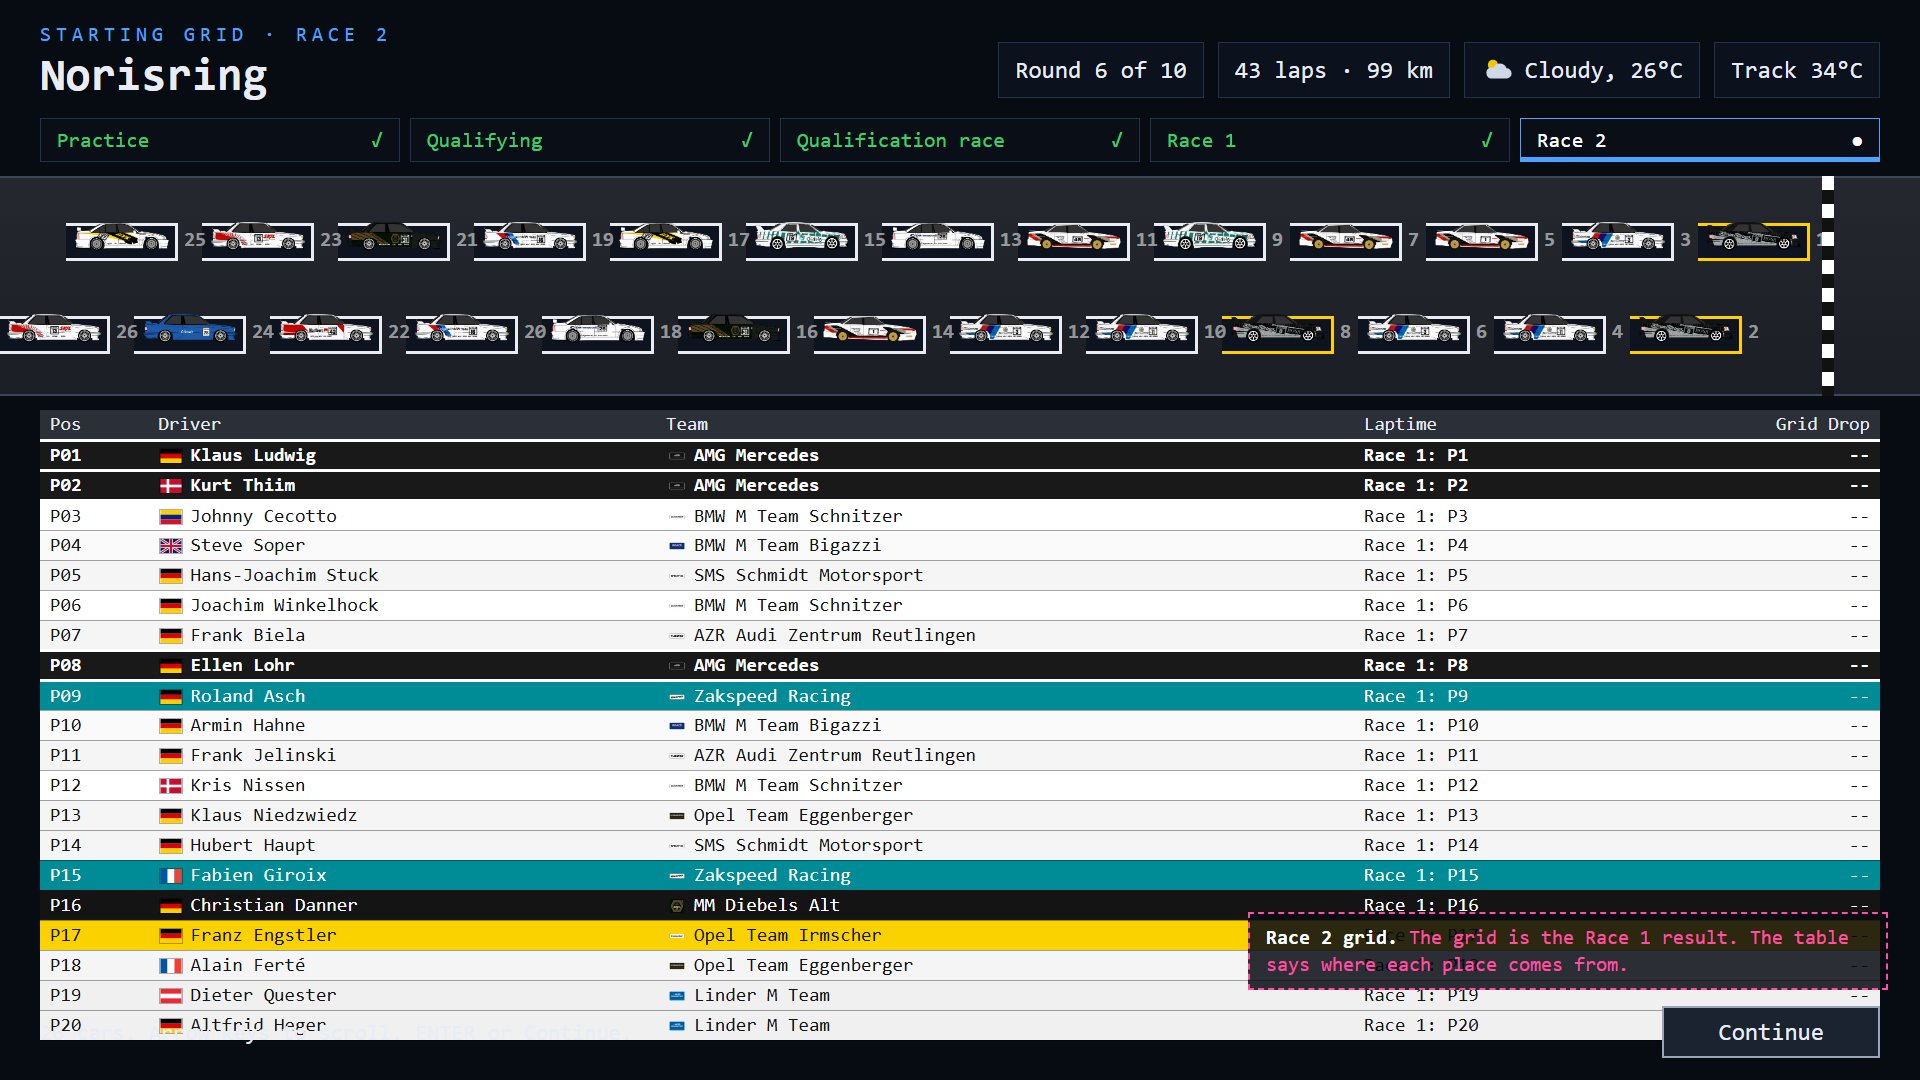 STARTING GRID · RACE 2
Norisring
Round 6 of 10
43 laps · 99 km
Cloudy, 26°C
Track 34°C
Practice ✓
Qualifying ✓
Qualification race ✓
Race 1 ✓
Race 2 ●
25 23 21 19 17 15 13 11 9 7 5 3
26 24 22 20 18 16 14 12 10 8 6 4 2
Pos Driver Team Laptime Grid Drop
P01 Klaus Ludwig AMG Mercedes Race 1: P1 --
P02 Kurt Thiim AMG Mercedes Race 1: P2 --
P03 Johnny Cecotto BMW M Team Schnitzer Race 1: P3 --
P04 Steve Soper BMW M Team Bigazzi Race 1: P4 --
P05 Hans-Joachim Stuck SMS Schmidt Motorsport Race 1: P5 --
P06 Joachim Winkelhock BMW M Team Schnitzer Race 1: P6 --
P07 Frank Biela AZR Audi Zentrum Reutlingen Race 1: P7 --
P08 Ellen Lohr AMG Mercedes Race 1: P8 --
P09 Roland Asch Zakspeed Racing Race 1: P9 --
P10 Armin Hahne BMW M Team Bigazzi Race 1: P10 --
P11 Frank Jelinski AZR Audi Zentrum Reutlingen Race 1: P11 --
P12 Kris Nissen BMW M Team Schnitzer Race 1: P12 --
P13 Klaus Niedzwiedz Opel Team Eggenberger Race 1: P13 --
P14 Hubert Haupt SMS Schmidt Motorsport Race 1: P14 --
P15 Fabien Giroix Zakspeed Racing Race 1: P15 --
P16 Christian Danner MM Diebels Alt Race 1: P16 --
P17 Franz Engstler Opel Team Irmscher
P18 Alain Ferté Opel Team Eggenberger
Race 2 grid. The grid is the Race 1 result. The table
says where each place comes from.
P19 Dieter Quester Linder M Team Race 1: P19 --
P20 Altfrid Heger Linder M Team Race 1: P20
Continue